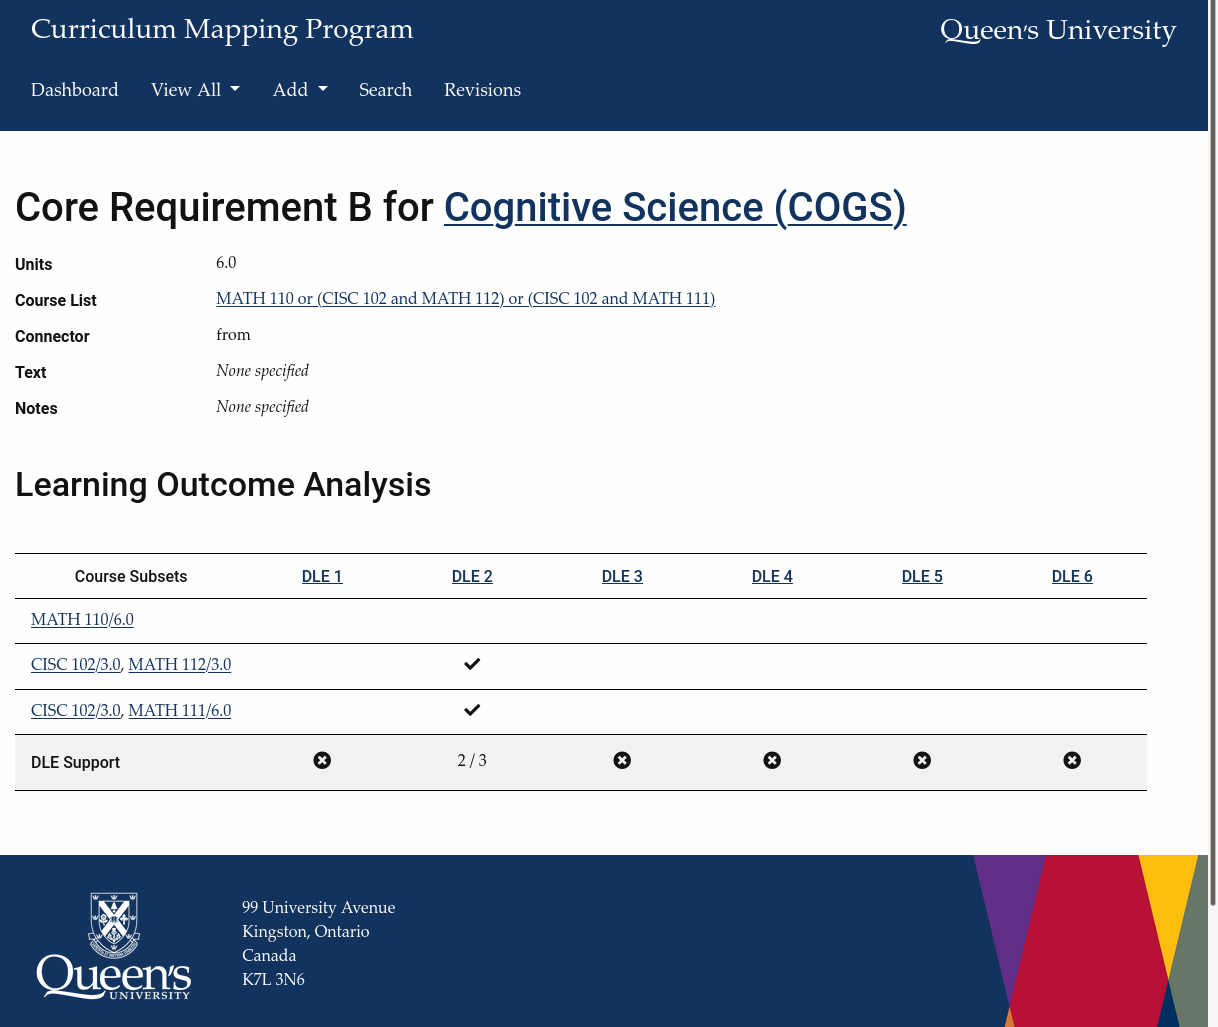 Curriculum Mapping Program
Queen's University
Dashboard View All Add Search Revisions
Core Requirement B for Cognitive Science (COGS)
Units 6.0
Course List MATH 110 or (CISC 102 and MATH 112) or (CISC 102 and MATH 111)
Connector from
Text None specified
Notes None specified
Learning Outcome Analysis
Course Subsets DLE 1 DLE 2 DLE 3 DLE 4 DLE 5 DLE 6
MATH 110/6.0
CISC 102/3.0, MATH 112/3.0
CISC 102/3.0, MATH 111/6.0
DLE Support 2 / 3
99 University Avenue
Kingston, Ontario
Canada
K7L 3N6
Queen's
UNIVERSITY